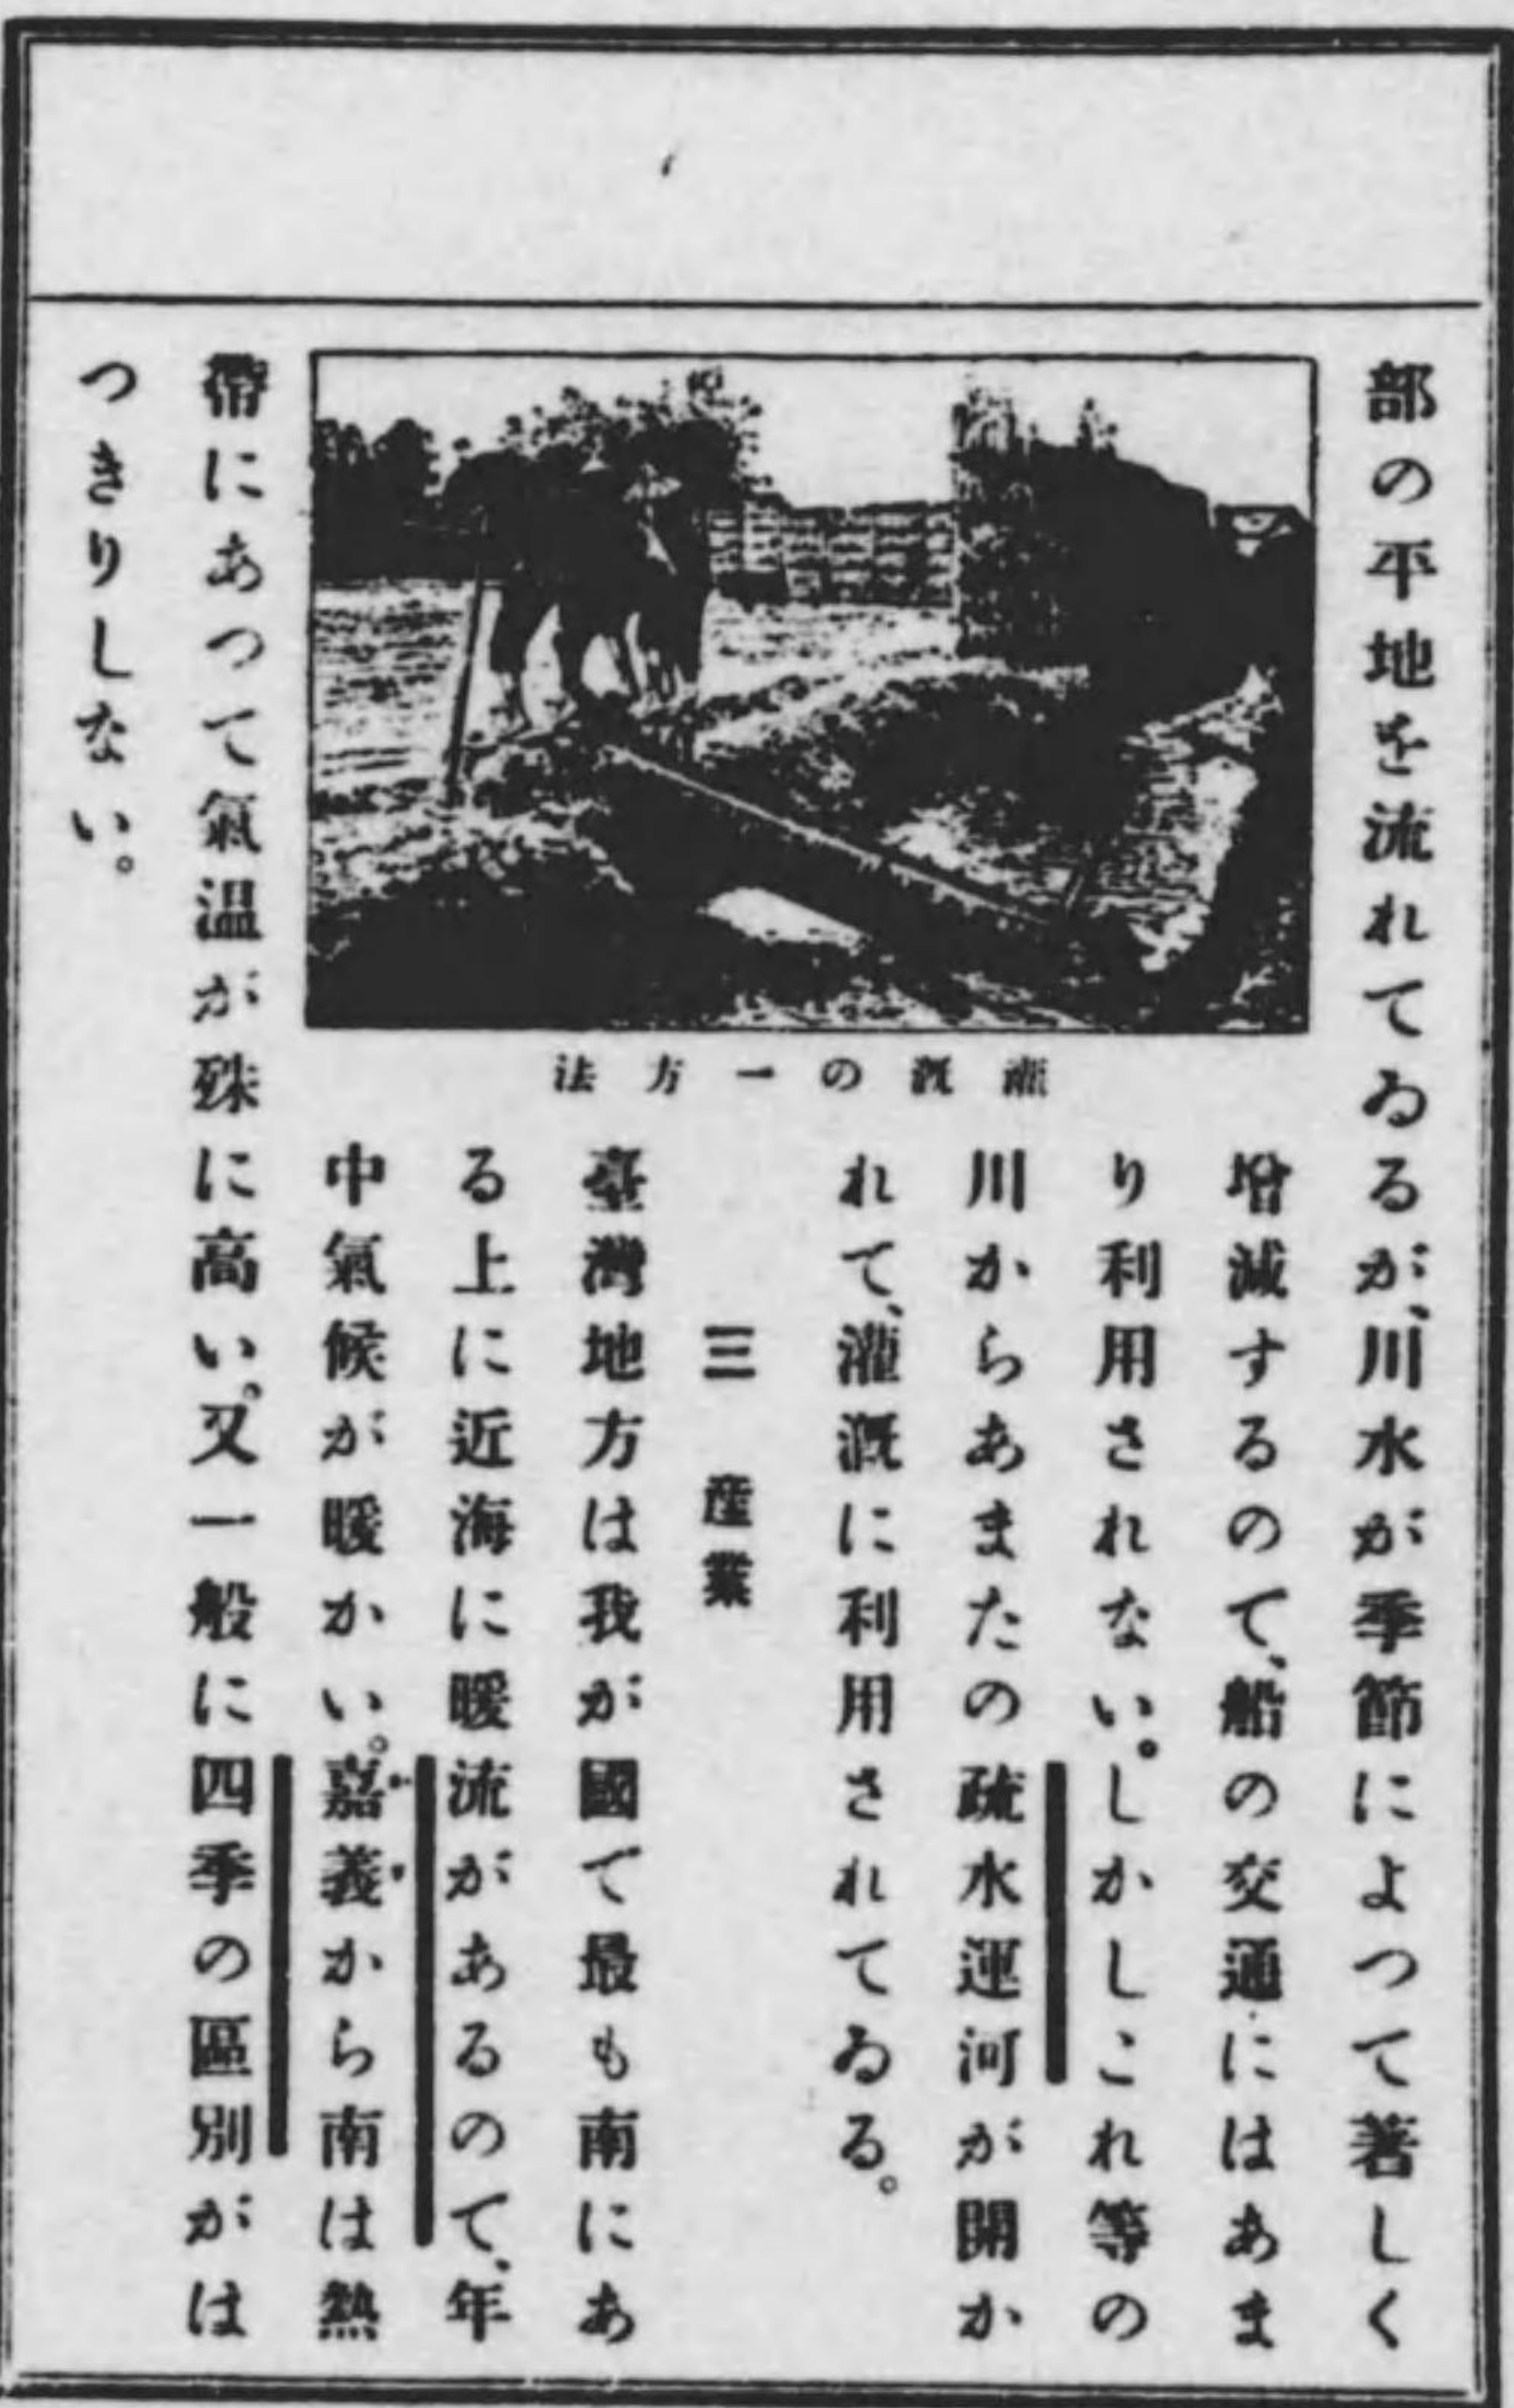 部の平地を流れてゐるが、川水が季節によつて著しく
増減するので、船の交通にはあま
り利用されない。しかしこれ等の
川からあまたの疏水運河が開か
れて、灌漑に利用されてゐる。
灌漑の一方法
三 産業
臺灣地方は我が國で最も南にあ
る上に近海に暖流があるので、年
中氣候が暖かい。嘉義から南は熱
帶にあつて氣温が殊に高い。又一般に四季の區別がは
つきりしない。